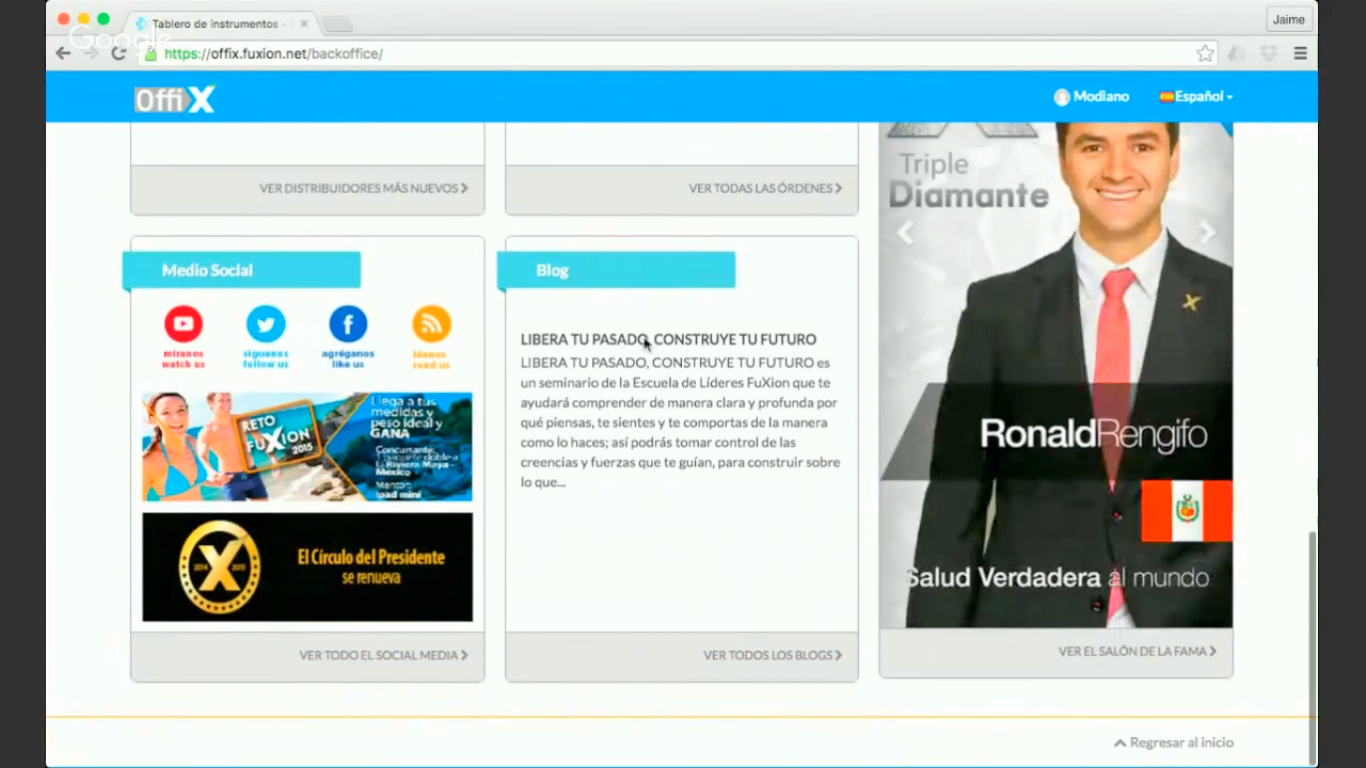 Tablero de instrumentos -
Jaime
Google
https://offix.fuxion.net/backoffice/
OffiX
Modiano
Español
VER DISTRIBUIDORES MÁS NUEVOS
VER TODAS LAS ÓRDENES
Triple
Diamante
Medio Social
míranos
watch us
síguenos
follow us
agréganos
like us
léenos
read us
RETO
FUXION
2015
Llega a tus
medidas y
peso ideal y
GANA
Concursante:
1 paquete doble a
la Riviera Maya -
México
Mentor:
Ipad mini
X
2014
2015
El Círculo del Presidente
se renueva
VER TODO EL SOCIAL MEDIA
Blog
LIBERA TU PASADO, CONSTRUYE TU FUTURO
LIBERA TU PASADO, CONSTRUYE TU FUTURO es
un seminario de la Escuela de Líderes FuXion que te
ayudará comprender de manera clara y profunda por
qué piensas, te sientes y te comportas de la manera
como lo haces; así podrás tomar control de las
creencias y fuerzas que te guían, para construir sobre
lo que...
VER TODOS LOS BLOGS
RonaldRengifo
Salud Verdadera al mundo
VER EL SALÓN DE LA FAMA
Regresar al inicio